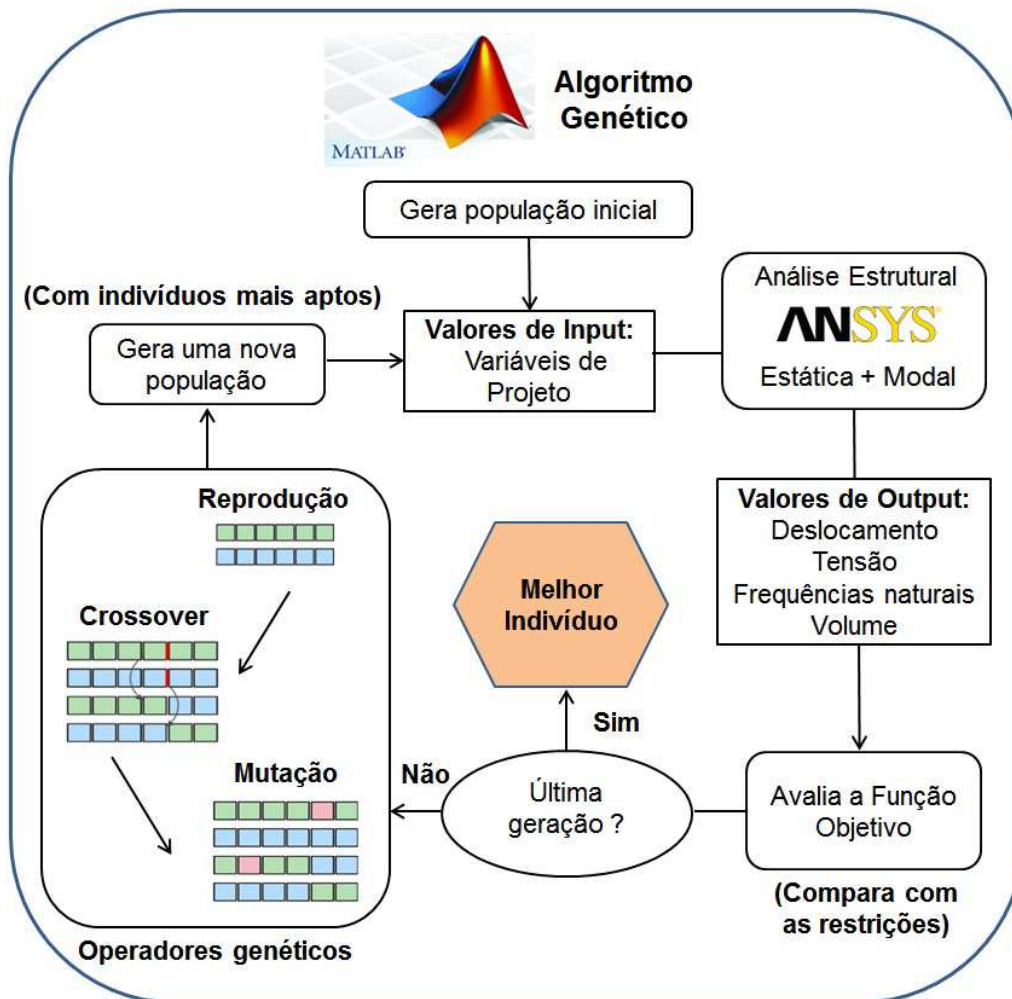 MATLAB®
Algoritmo
Genético
Gera população inicial
(Com indivíduos mais aptos)
Gera uma nova
população
Valores de Input:
Variáveis de
Projeto
Análise Estrutural
ANSYS®
Estática + Modal
Valores de Output:
Deslocamento
Tensão
Frequências naturais
Volume
Reprodução
Crossover
Mutação
Operadores genéticos
Melhor
Indivíduo
Sim
Não
Última
geração ?
Avalia a Função
Objetivo
(Compara com
as restrições)